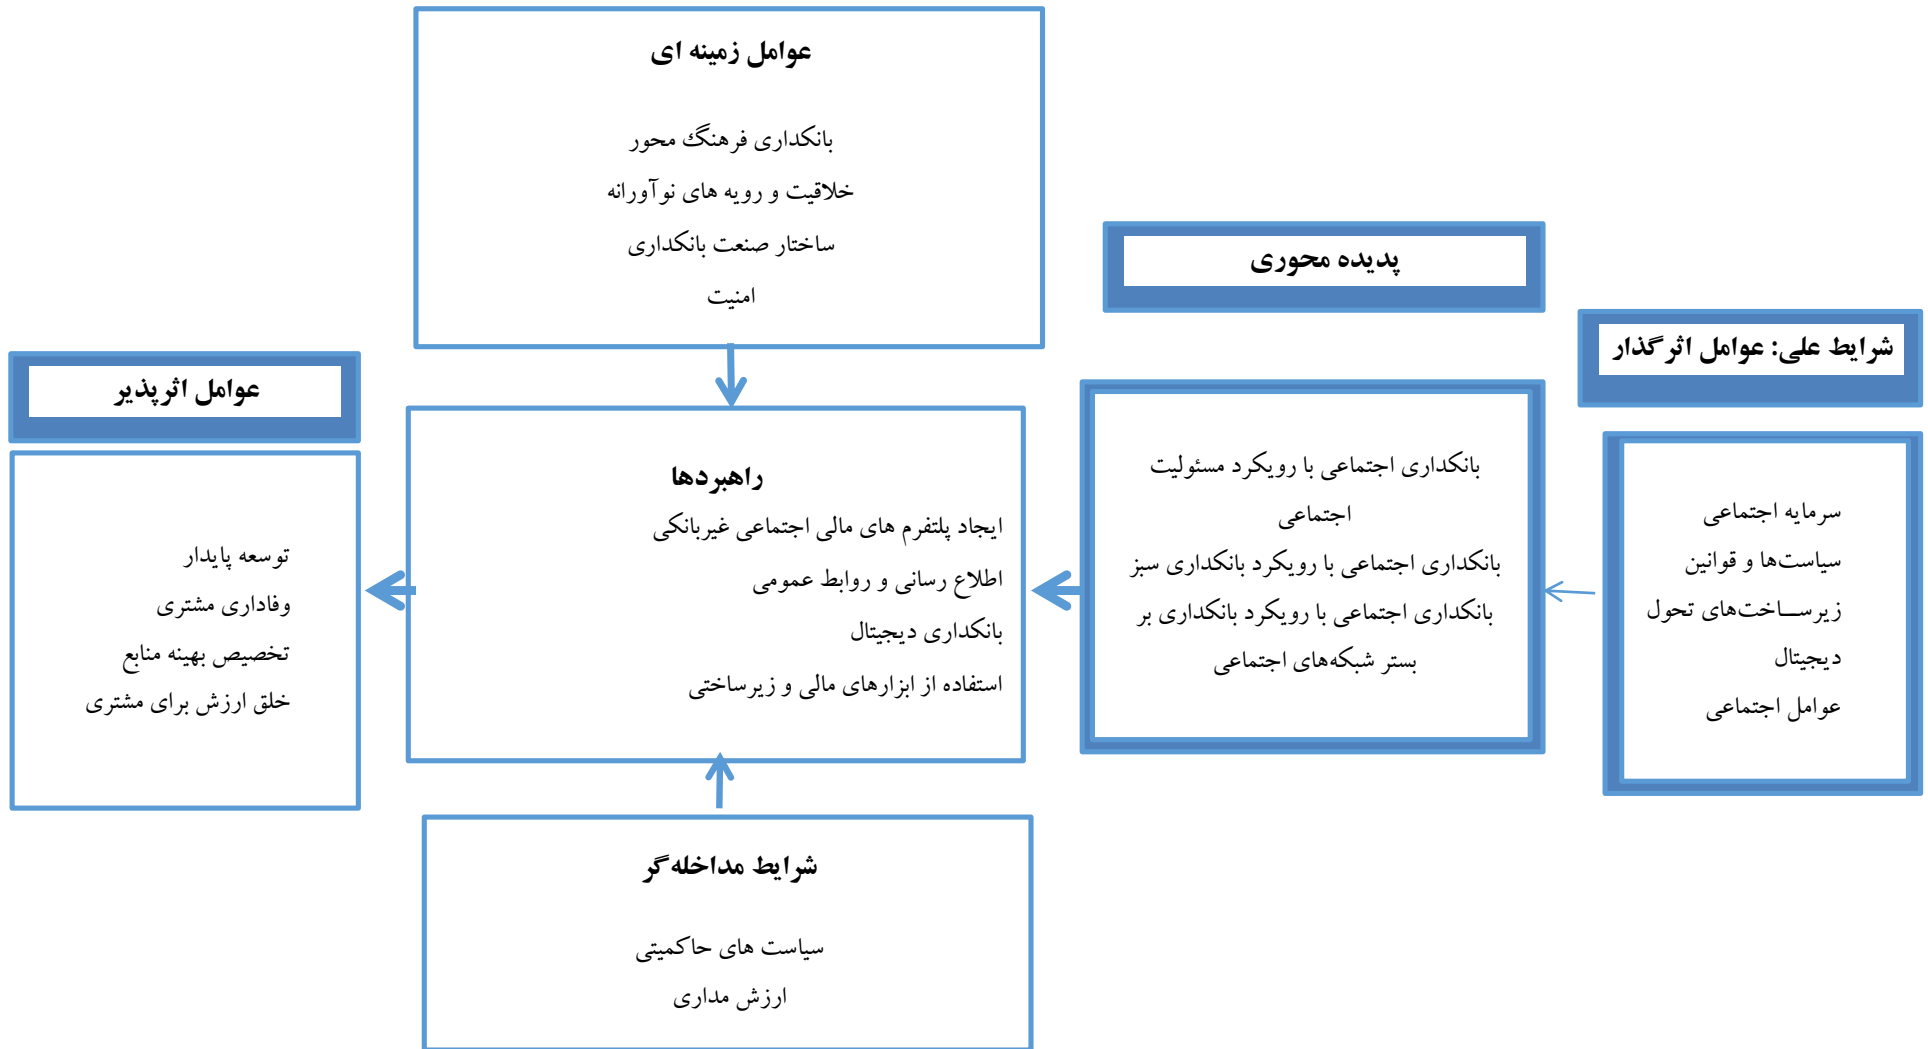 عوامل زمینه ای
بانکداری فرهنگ محور
خلاقیت و رویه های نوآورانه
ساختار صنعت بانکداری
امنیت
پدیده محوری
شرایط علی: عوامل اثرگذار
عوامل اثرپذیر
سرمایه اجتماعی
سیاست‌ها و قوانین
زیرســاخت‌های تحول
دیجیتال
عوامل اجتماعی
بانکداری اجتماعی با رویکرد مسئولیت
اجتماعی
بانکداری اجتماعی با رویکرد بانکداری سبز
بانکداری اجتماعی با رویکرد بانکداری بر
بستر شبکه‌های اجتماعی
راهبردها
ایجاد پلتفرم های مالی اجتماعی غیربانکی
اطلاع رسانی و روابط عمومی
بانکداری دیجیتال
استفاده از ابزارهای مالی و زیرساختی
توسعه پایدار
وفاداری مشتری
تخصیص بهینه منابع
خلق ارزش برای مشتری
شرایط مداخله‌گر
سیاست های حاکمیتی
ارزش مداری